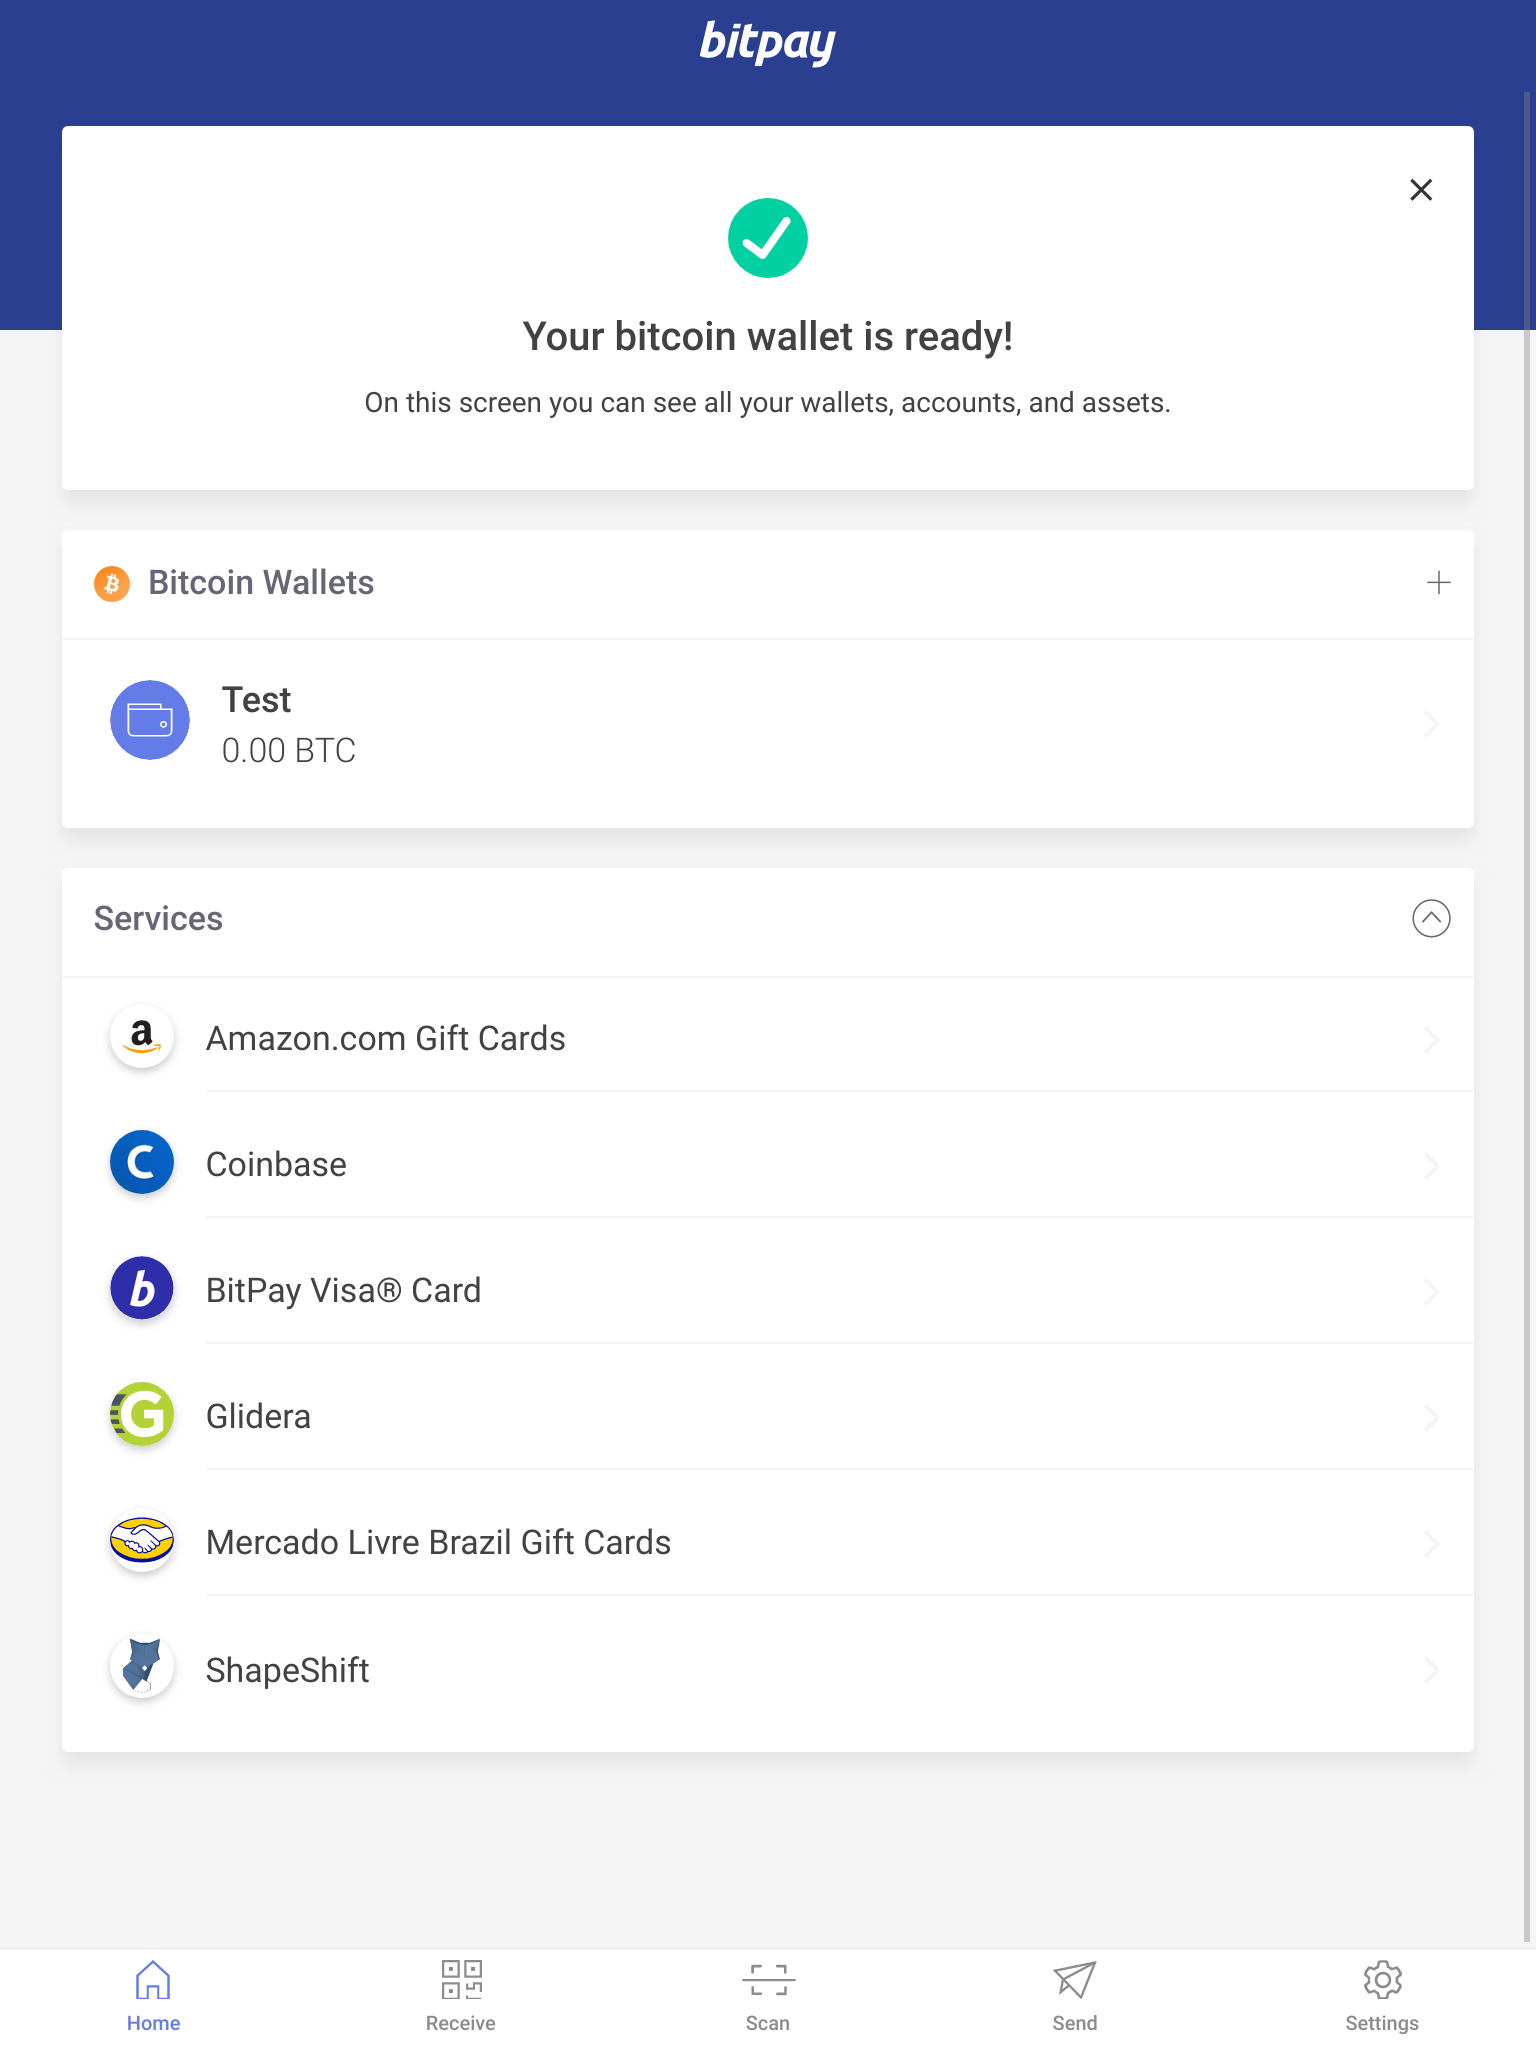 bitpay
Your bitcoin wallet is ready!
On this screen you can see all your wallets, accounts, and assets.
Bitcoin Wallets
Test
0.00 BTC
Services
Amazon.com Gift Cards
Coinbase
BitPay Visa® Card
Glidera
Mercado Livre Brazil Gift Cards
ShapeShift
Home
Receive
Scan
Send
Settings